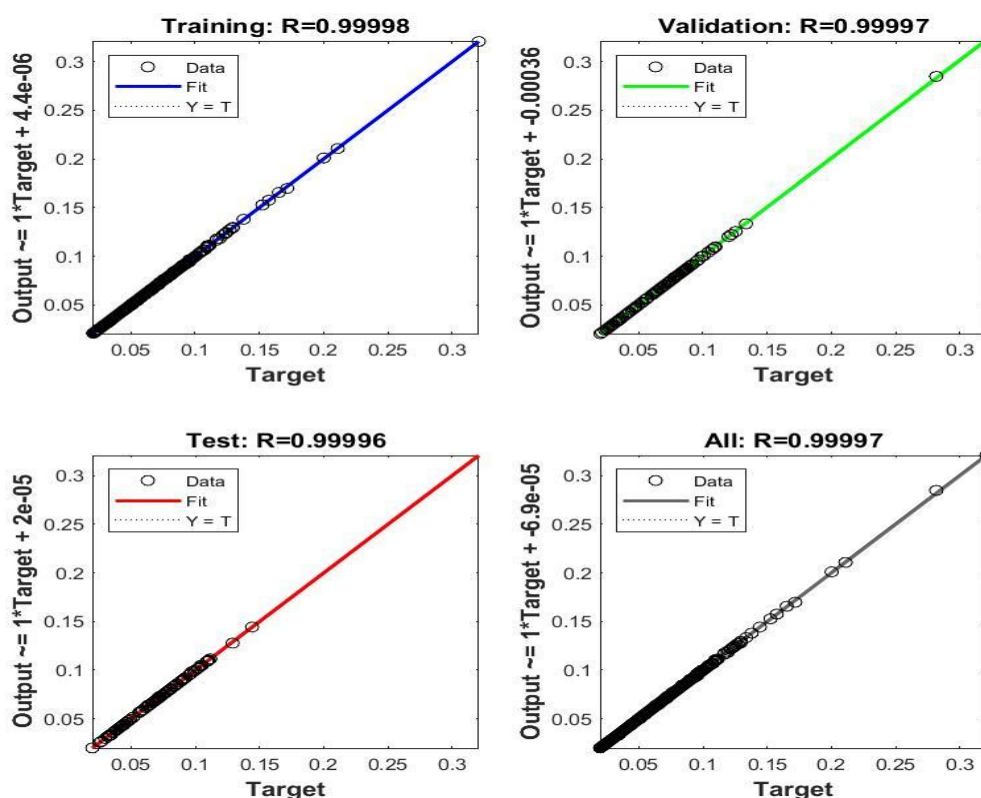 Training: R=0.99998
Output ~= 1*Target + 4.4e-06
0.3
0.25
0.2
0.15
0.1
0.05
Data
Fit
Y = T
0.05 0.1 0.15 0.2 0.25 0.3
Target
Validation: R=0.99997
Output ~= 1*Target + -0.00036
0.3
0.25
0.2
0.15
0.1
0.05
Data
Fit
Y = T
0.05 0.1 0.15 0.2 0.25 0.3
Target
Test: R=0.99996
Output ~= 1*Target + 2e-05
0.3
0.25
0.2
0.15
0.1
0.05
Data
Fit
Y = T
0.05 0.1 0.15 0.2 0.25 0.3
Target
All: R=0.99997
Output ~= 1*Target + -6.9e-05
0.3
0.25
0.2
0.15
0.1
0.05
Data
Fit
Y = T
0.05 0.1 0.15 0.2 0.25 0.3
Target